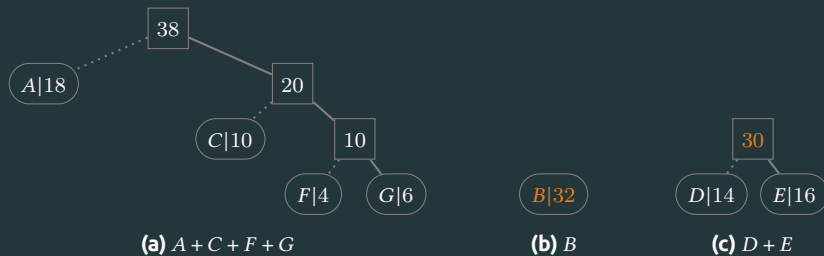 38
A|18
20
C|10
10
30
F|4
G|6
B|32
D|14
E|16
(a) A + C + F + G
(b) B
(c) D + E